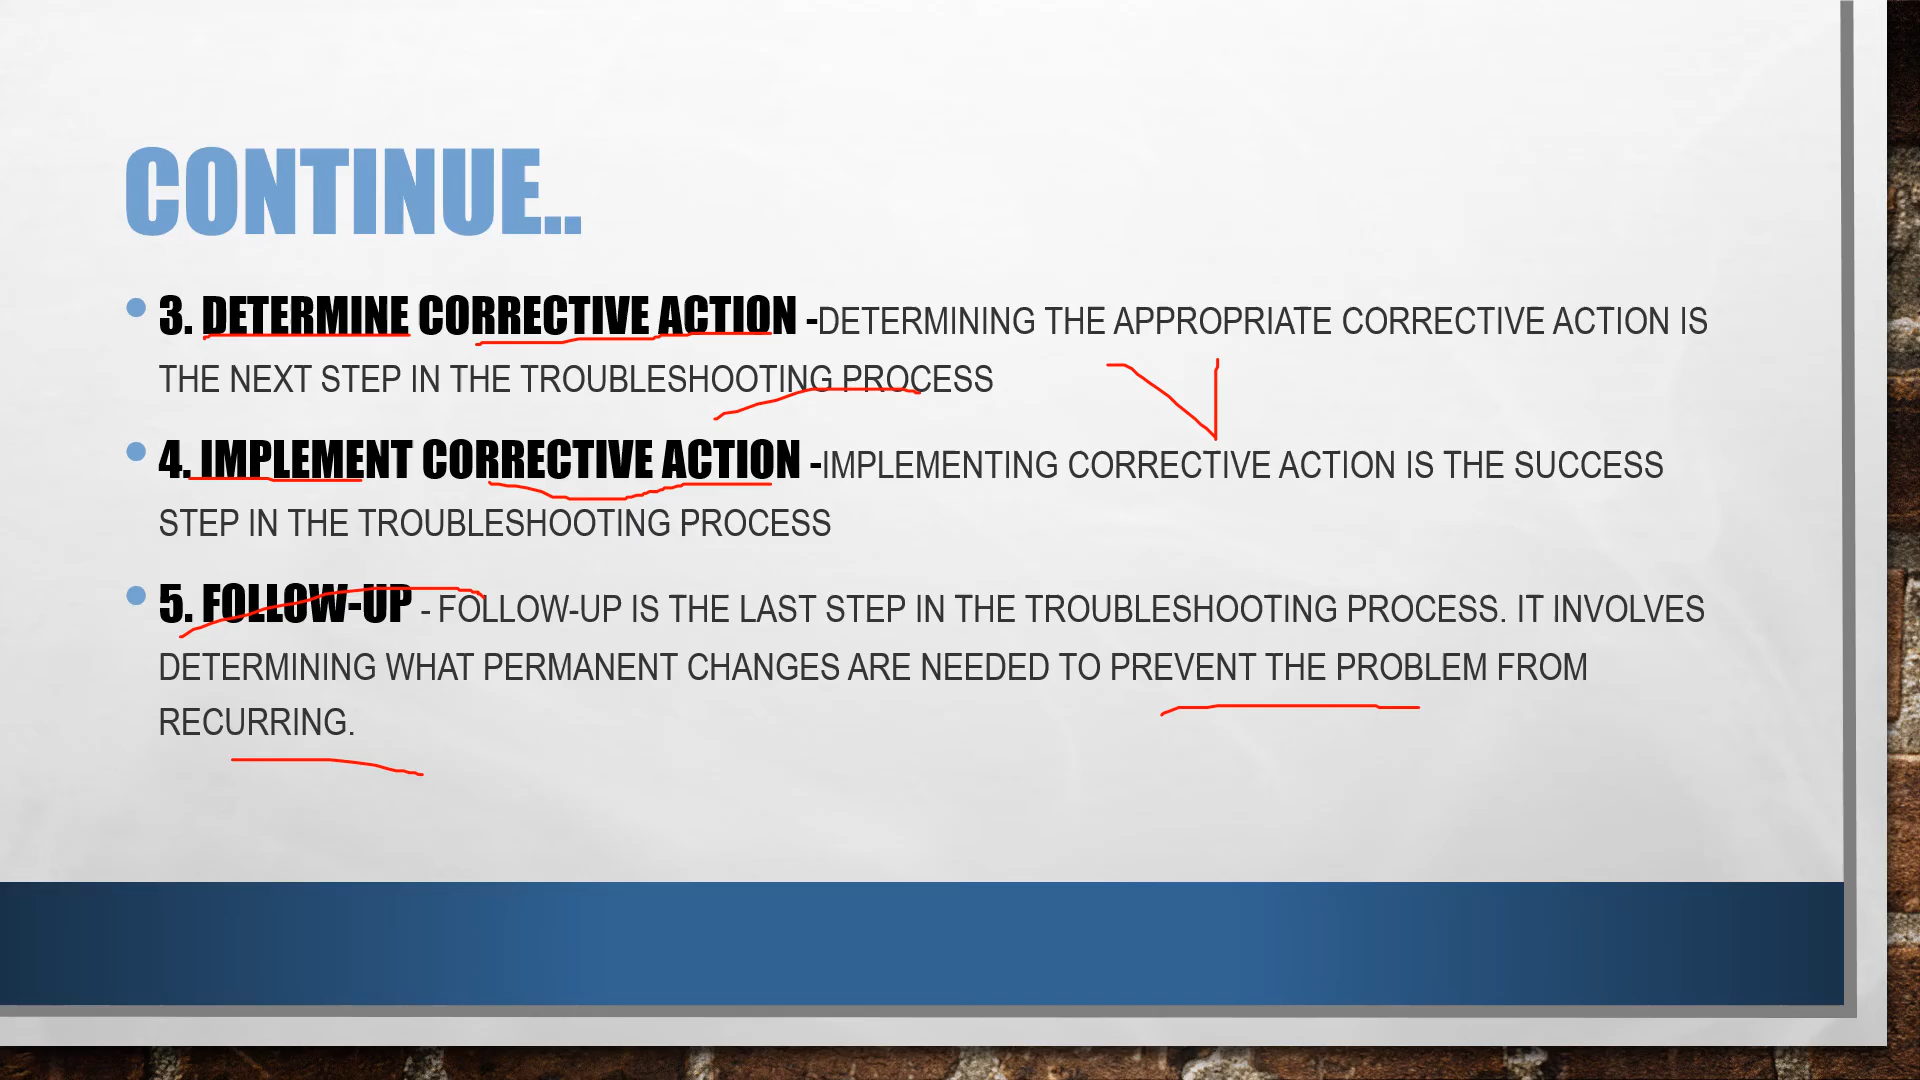 CONTINUE..
• 3. DETERMINE CORRECTIVE ACTION -DETERMINING THE APPROPRIATE CORRECTIVE ACTION IS
THE NEXT STEP IN THE TROUBLESHOOTING PROCESS
• 4. IMPLEMENT CORRECTIVE ACTION -IMPLEMENTING CORRECTIVE ACTION IS THE SUCCESS
STEP IN THE TROUBLESHOOTING PROCESS
• 5. FOLLOW-UP - FOLLOW-UP IS THE LAST STEP IN THE TROUBLESHOOTING PROCESS. IT INVOLVES
DETERMINING WHAT PERMANENT CHANGES ARE NEEDED TO PREVENT THE PROBLEM FROM
RECURRING.